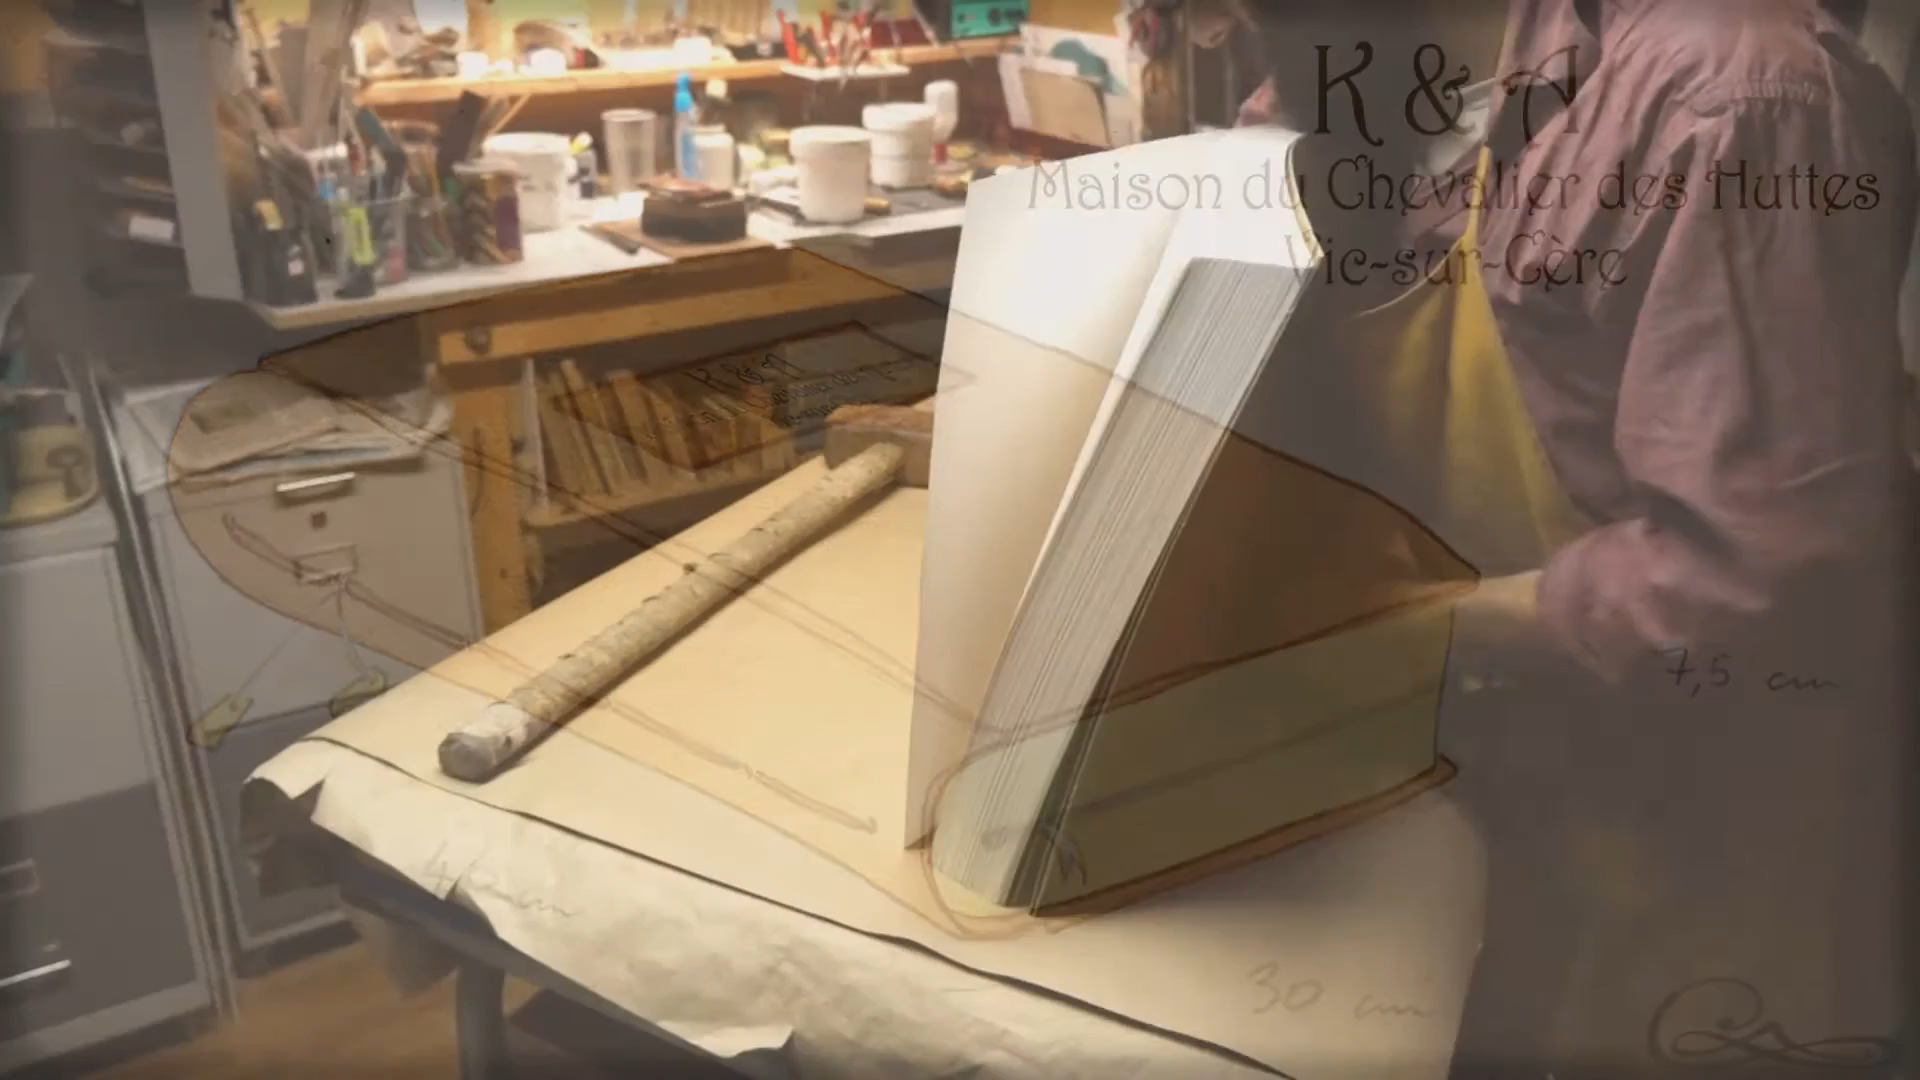 K & A
Maison du Chevalier des Huttes
Vic-sur-Cère
K & A
7,5 cm
30 cm